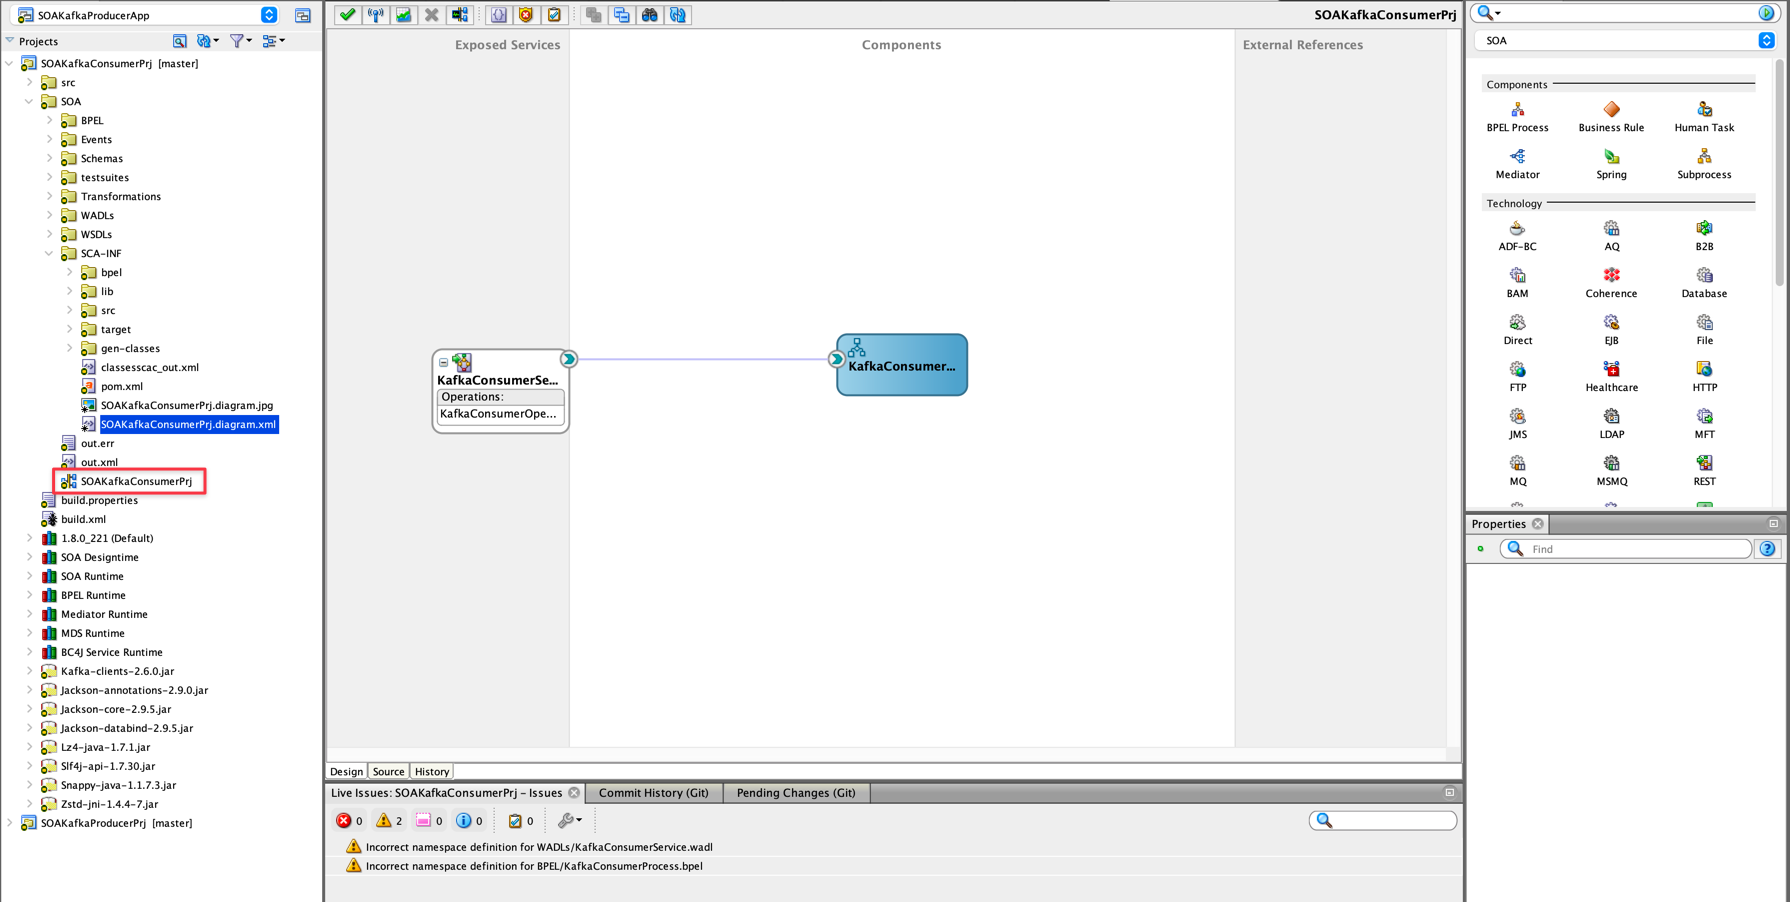 SOAKafkaProducerApp
Projects
SOAKafkaConsumerPrj [master]
src
SOA
BPEL
Events
Schemas
testsuites
Transformations
WADLs
WSDLs
SCA-INF
bpel
lib
src
target
gen-classes
classesscac_out.xml
pom.xml
SOAKafkaConsumerPrj.diagram.jpg
SOAKafkaConsumerPrj.diagram.xml
out.err
out.xml
SOAKafkaConsumerPrj
build.properties
build.xml
1.8.0_221 (Default)
SOA Designtime
SOA Runtime
BPEL Runtime
Mediator Runtime
MDS Runtime
BC4J Service Runtime
Kafka-clients-2.6.0.jar
Jackson-annotations-2.9.0.jar
Jackson-core-2.9.5.jar
Jackson-databind-2.9.5.jar
Lz4-java-1.7.1.jar
Slf4j-api-1.7.30.jar
Snappy-java-1.1.7.3.jar
Zstd-jni-1.4.4-7.jar
SOAKafkaProducerPrj [master]
SOAKafkaConsumerPrj
Exposed Services
Components
External References
KafkaConsumerSe...
Operations:
KafkaConsumerOpe...
KafkaConsumer...
Design Source History
Live Issues: SOAKafkaConsumerPrj - Issues
Commit History (Git)
Pending Changes (Git)
0 2 0 0 0
Incorrect namespace definition for WADLs/KafkaConsumerService.wadl
Incorrect namespace definition for BPEL/KafkaConsumerProcess.bpel
SOA
Components
BPEL Process Business Rule Human Task
Mediator Spring Subprocess
Technology
ADF-BC AQ B2B
BAM Coherence Database
Direct EJB File
FTP Healthcare HTTP
JMS LDAP MFT
MQ MSMQ REST
Properties
Find